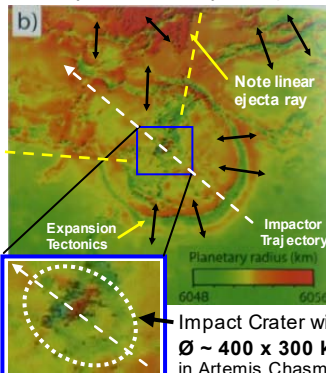 b)
Note linear
ejecta ray
Expansion
Tectonics
Impactor
Trajectory
Planetary radius (km)
6048 6056
Impact Crater wi
Ø ~ 400 x 300 k
in Artemis Chasm